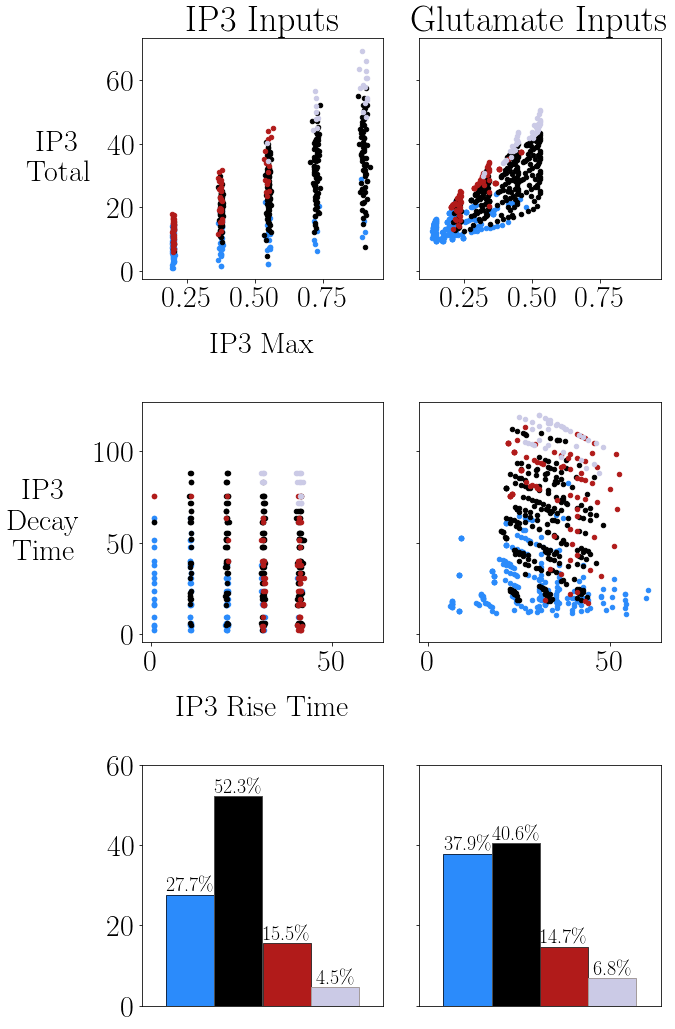 IP3 Inputs
Glutamate Inputs
60
40
20
0
IP3
Total
0.25 0.50 0.75
0.25 0.50 0.75
IP3 Max
100
50
0
IP3
Decay
Time
0 50
0 50
IP3 Rise Time
60
40
20
0
27.7%
52.3%
15.5%
4.5%
37.9%
40.6%
14.7%
6.8%